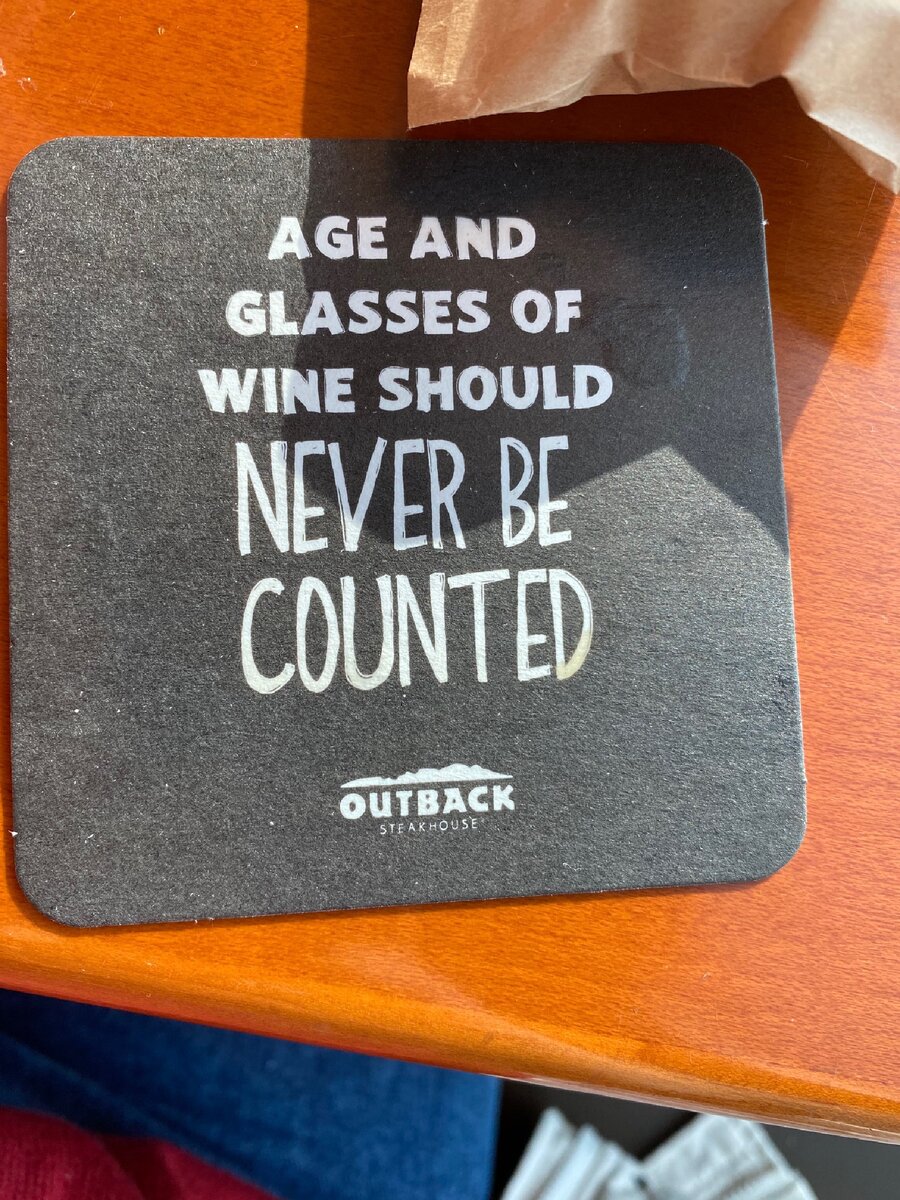 AGE AND
GLASSES OF
WINE SHOULD
NEVER BE
COUNTED
OUTBACK
STEAKHOUSE